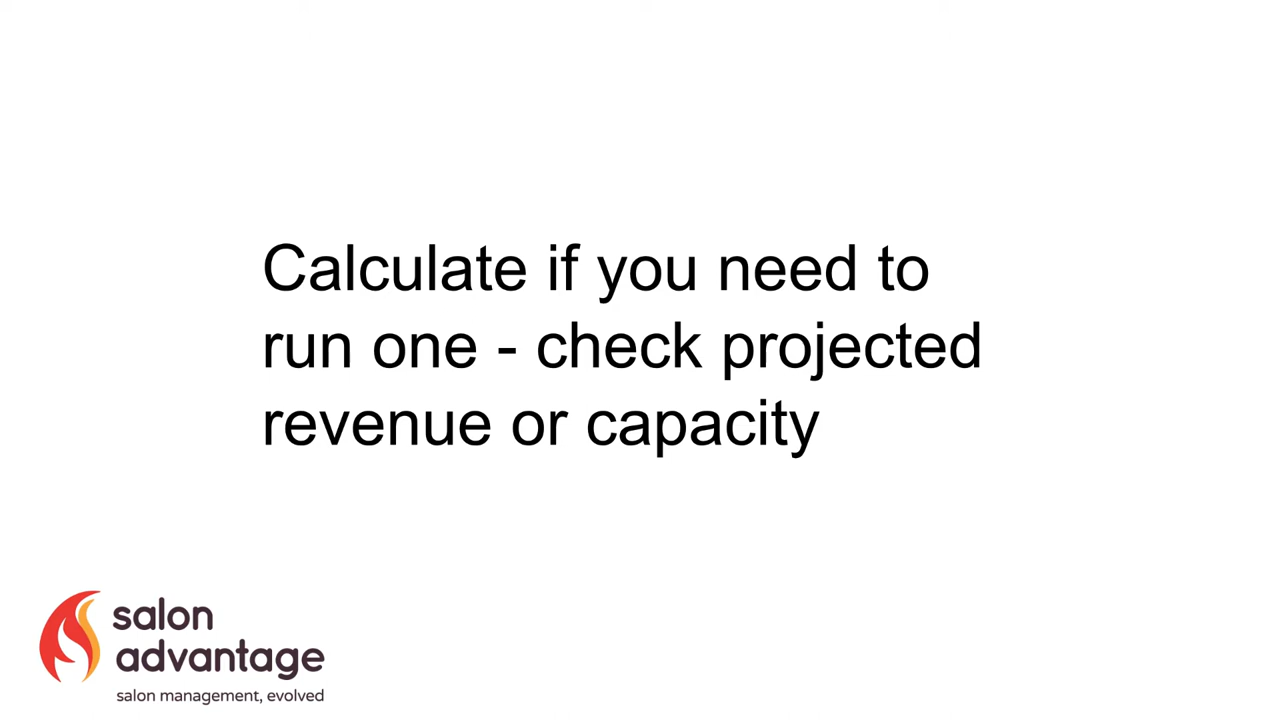 Calculate if you need to
run one - check projected
revenue or capacity
salon
advantage
salon management, evolved